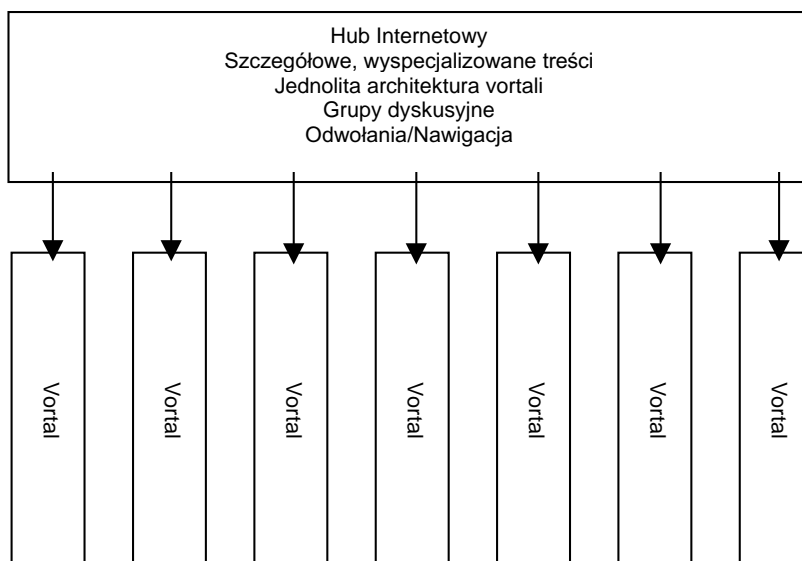 Hub Internetowy
Szczegółowe, wyspecjalizowane treści
Jednolita architektura vortali
Grupy dyskusyjne
Odwołania/Nawigacja
Vortal
Vortal
Vortal
Vortal
Vortal
Vortal
Vortal